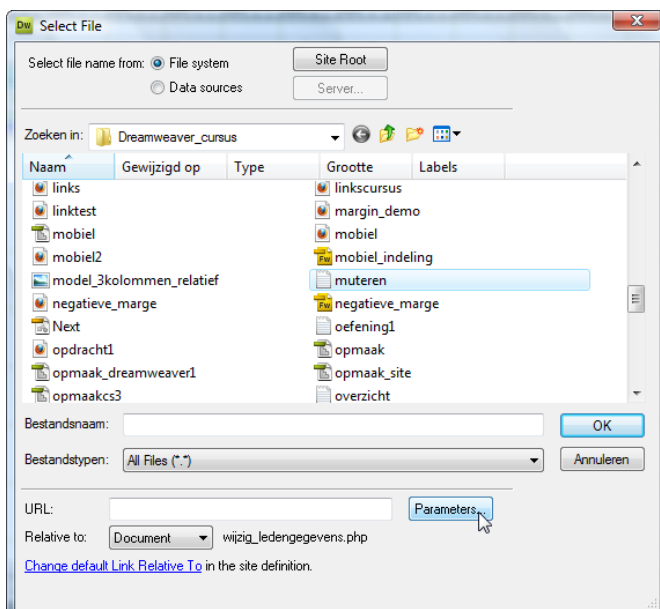 Dw Select File
Select file name from: File system Site Root
Data sources Server...
Zoeken in: Dreamweaver_cursus
Naam Gewijzigd op Type Grootte Labels
links linkscursus
linktest margin_demo
mobiel mobiel
mobiel2 mobiel_indeling
model_3kolommen_relatief muteren
negatieve_marge negatieve_marge
Next oefening1
opdracht1 opmaak
opmaak_dreamweaver1 opmaak_site
opmaakcs3 overzicht
Bestandsnaam: OK
Bestandstypen: All Files (*.*) Annuleren
URL: Parameters...
Relative to: Document wijzig_ledengegevens.php
Change default Link Relative To in the site definition.